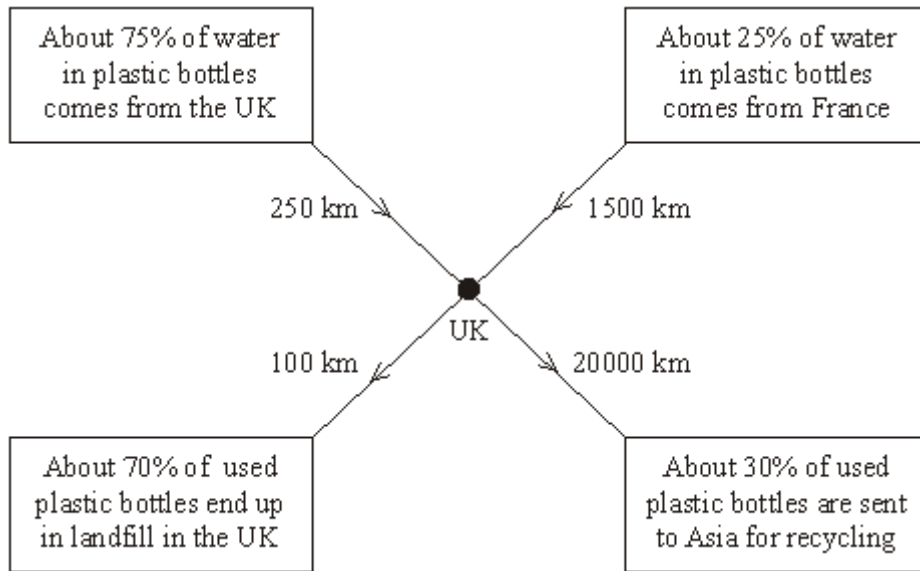 About 75% of water
in plastic bottles
comes from the UK
About 25% of water
in plastic bottles
comes from France
250 km
1500 km
UK
100 km
20000 km
About 70% of used
plastic bottles end up
in landfill in the UK
About 30% of used
plastic bottles are sent
to Asia for recycling